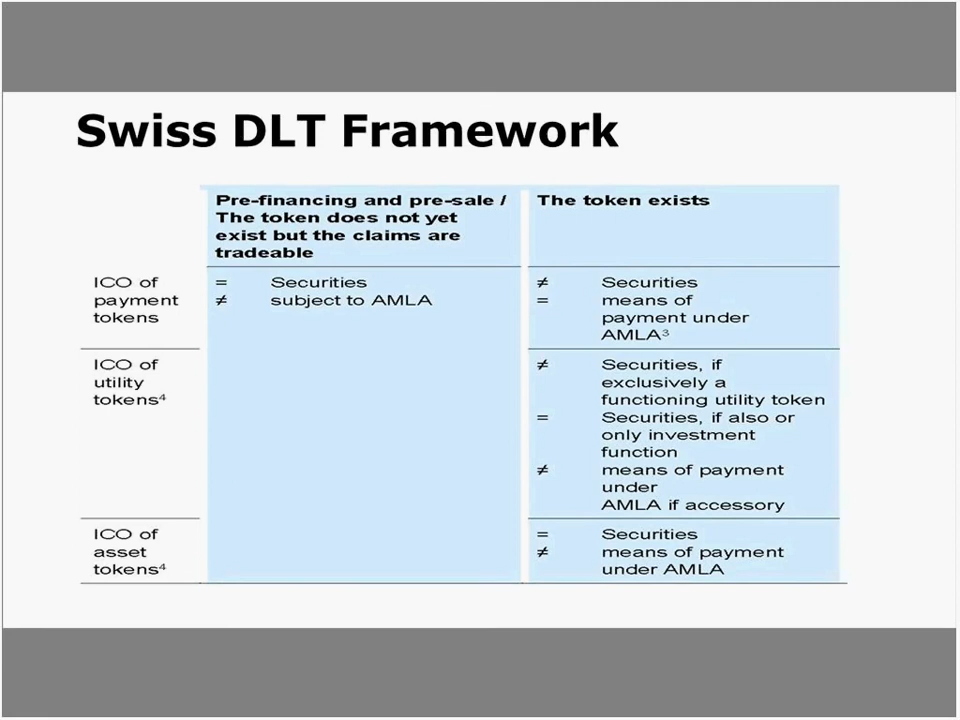 Swiss DLT Framework
Pre-financing and pre-sale /
The token does not yet
exist but the claims are
tradeable
The token exists
ICO of
payment
tokens
= Securities
≠ subject to AMLA
≠ Securities
= means of
payment under
AMLA³
ICO of
utility
tokens⁴
≠ Securities, if
exclusively a
functioning utility token
= Securities, if also or
only investment
function
≠ means of payment
under
AMLA if accessory
ICO of
asset
tokens⁴
= Securities
≠ means of payment
under AMLA